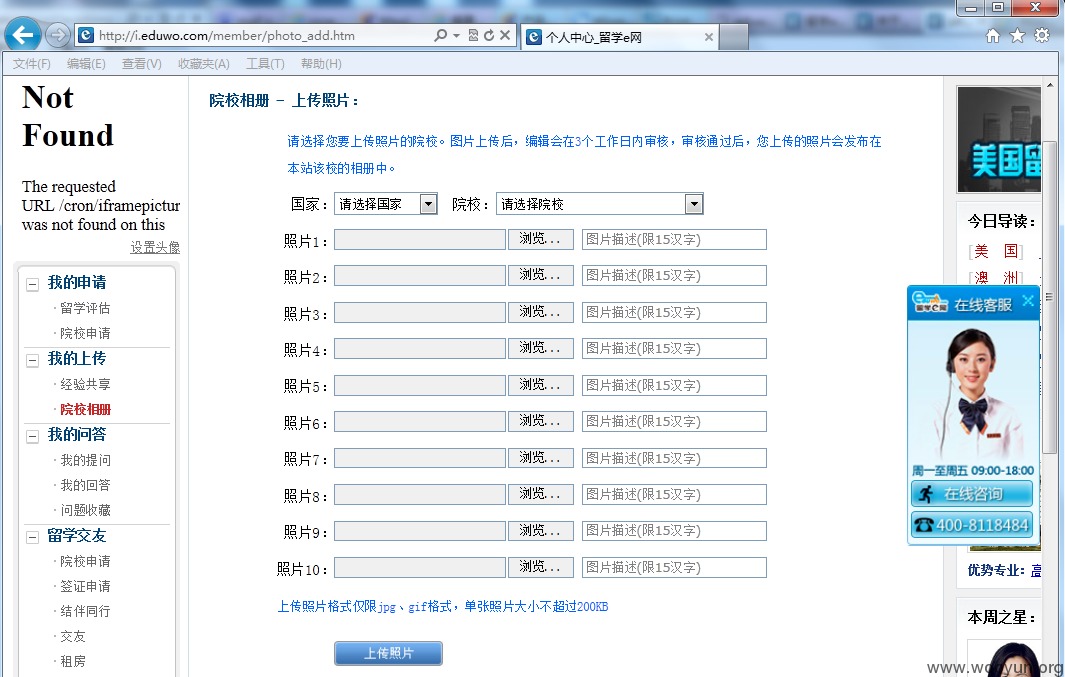 http://i.eduwo.com/member/photo_add.htm
个人中心_留学e网
文件(F) 编辑(E) 查看(V) 收藏夹(A) 工具(T) 帮助(H)
Not
Found
The requested
URL /cron/iframepictur
was not found on this
设置头像
我的申请
·留学评估
·院校申请
我的上传
·经验共享
·院校相册
我的问答
·我的提问
·我的回答
·问题收藏
留学交友
·院校申请
·签证申请
·结伴同行
·交友
·租房
院校相册 - 上传照片：
请选择您要上传照片的院校。图片上传后，编辑会在3个工作日内审核，审核通过后，您上传的照片会发布在
本站该校的相册中。
国家： 请选择国家 院校： 请选择院校
照片1： 浏览... 图片描述(限15汉字)
照片2： 浏览... 图片描述(限15汉字)
照片3： 浏览... 图片描述(限15汉字)
照片4： 浏览... 图片描述(限15汉字)
照片5： 浏览... 图片描述(限15汉字)
照片6： 浏览... 图片描述(限15汉字)
照片7： 浏览... 图片描述(限15汉字)
照片8： 浏览... 图片描述(限15汉字)
照片9： 浏览... 图片描述(限15汉字)
照片10： 浏览... 图片描述(限15汉字)
上传照片格式仅限jpg、gif格式，单张照片大小不超过200KB
上传照片
美国留
今日导读：
[美 国]
[澳 洲]
留学e网 在线客服
周一至周五 09:00-18:00
在线咨询
400-8118484
优势专业：
本周之星：
www.wooyun.org